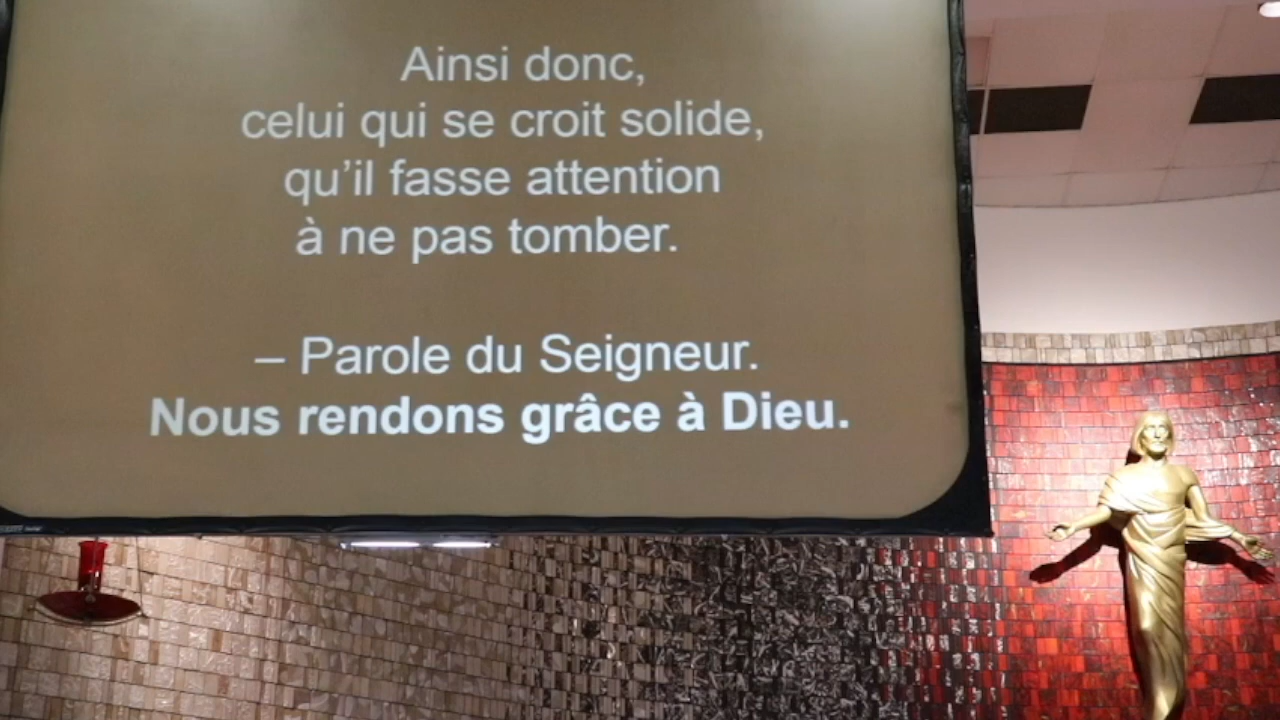 Ainsi donc,
celui qui se croit solide,
qu’il fasse attention
à ne pas tomber.
– Parole du Seigneur.
Nous rendons grâce à Dieu.